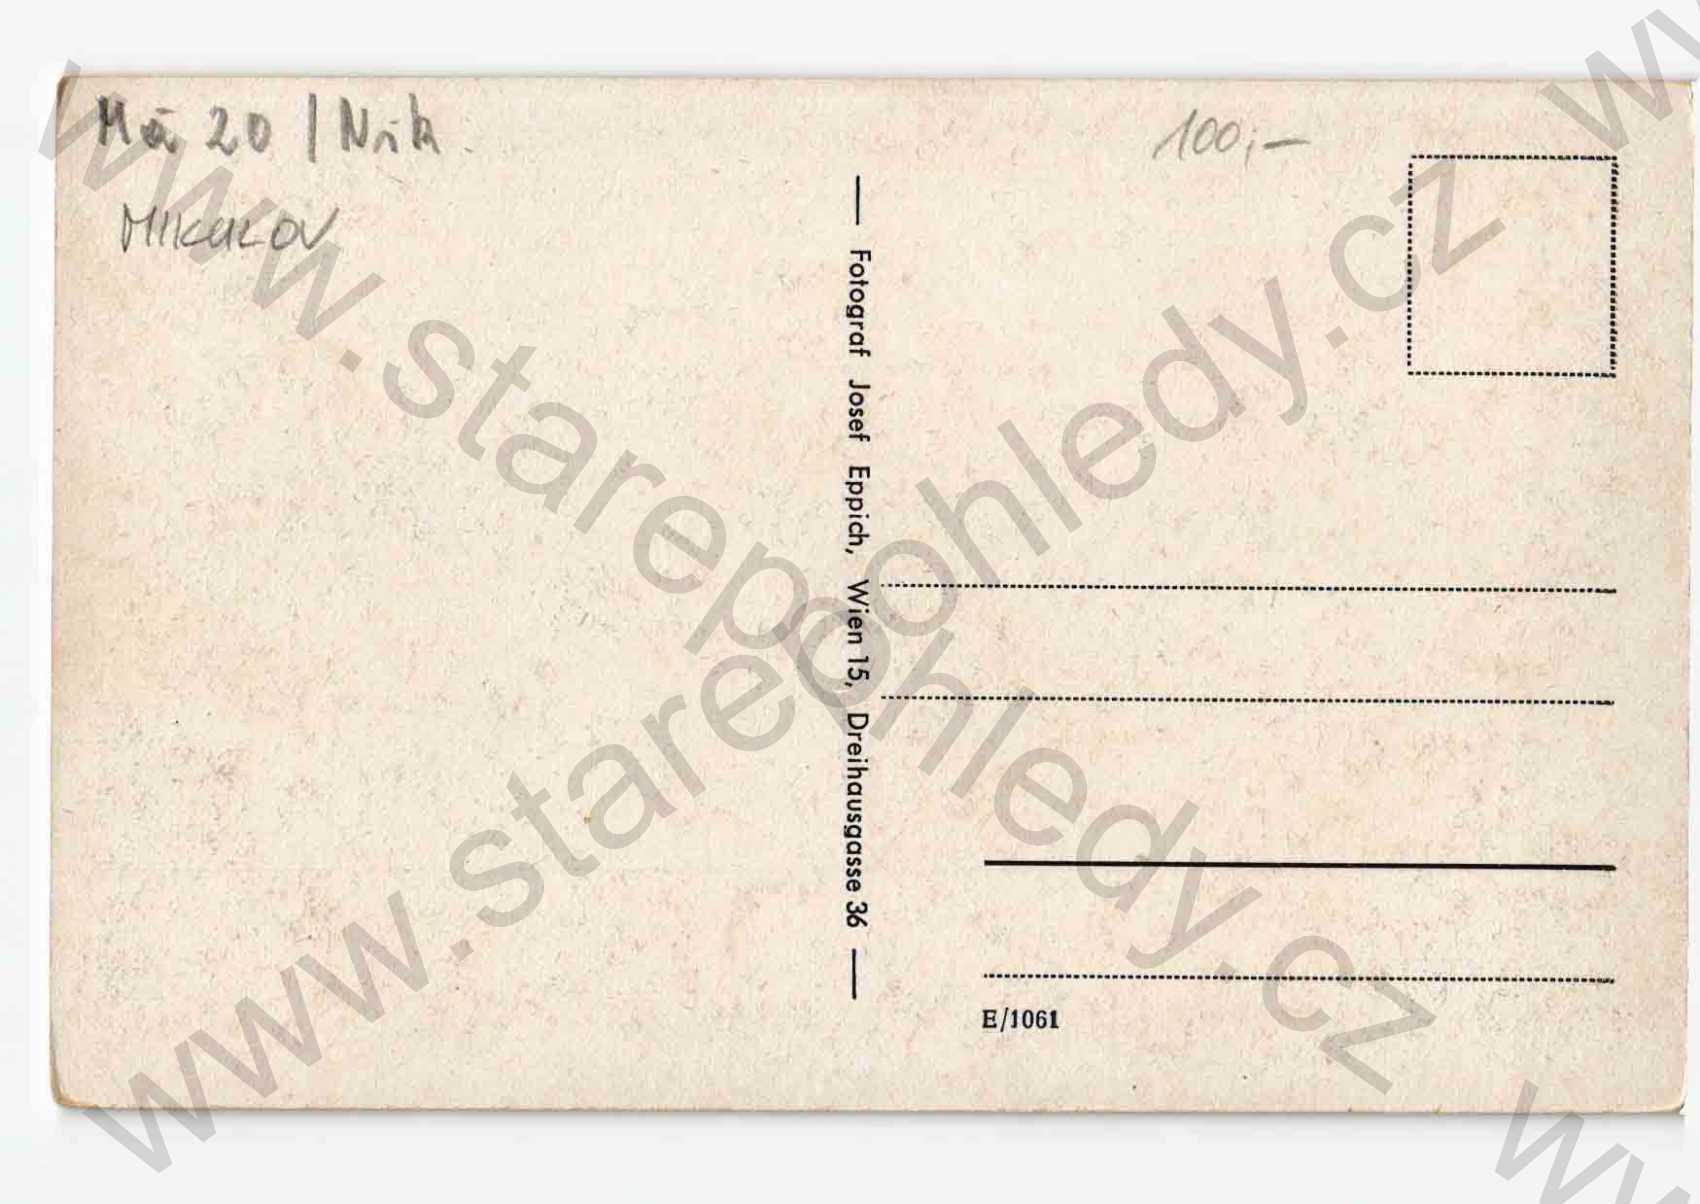 Mä 20 / Nik.
MIKULOV
100,-
— Fotograf Josef Eppich, Wien 15, Dreihausgasse 36 —
E/1061
www.starepohledy.cz
www.starepohledy.cz